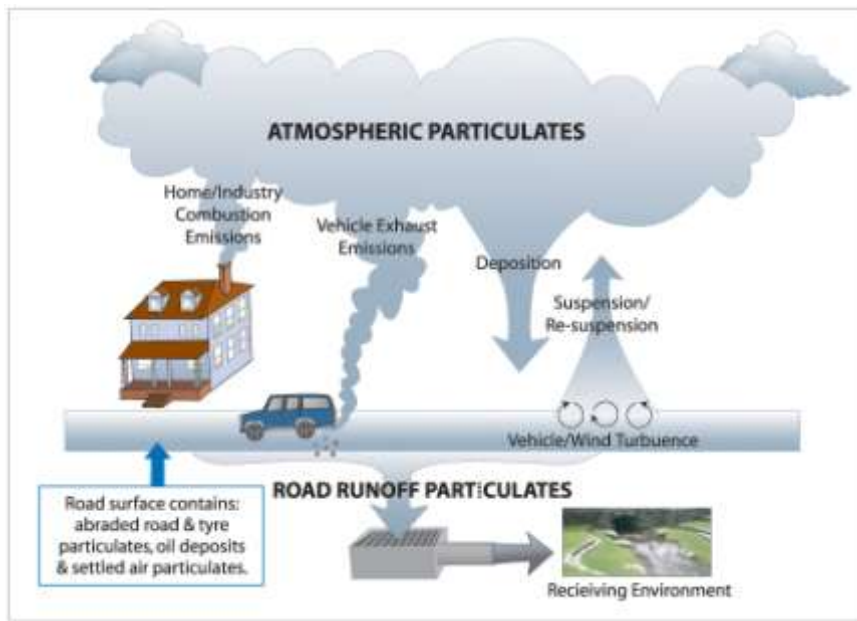 ATMOSPHERIC PARTICULATES
Home/Industry
Combustion
Emissions
Vehicle Exhaust
Emissions
Deposition
Suspension/
Re-suspension
Vehicle/Wind Turbuence
ROAD RUNOFF PARTICULATES
Road surface contains:
abraded road & tyre
particulates, oil deposits
& settled air particulates.
Recieiving Environment